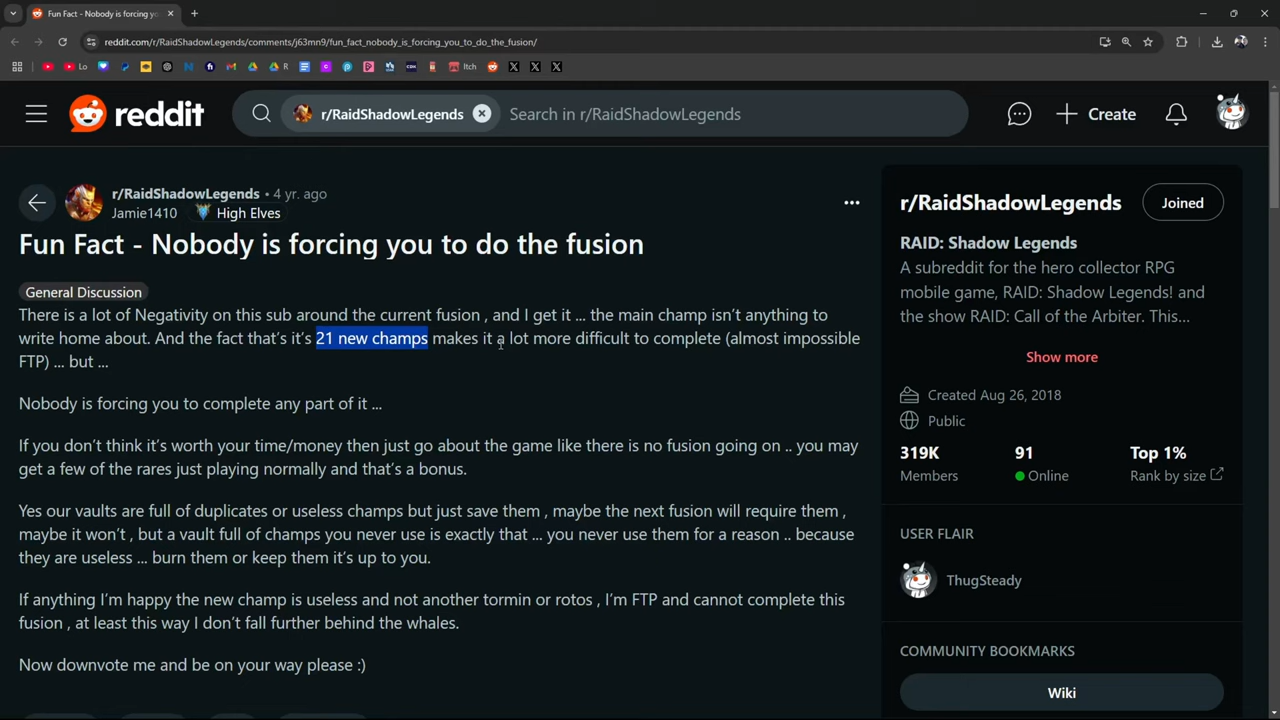 Fun Fact - Nobody is forcing yo
reddit.com/r/RaidShadowLegends/comments/j63mn9/fun_fact_nobody_is_forcing_you_to_do_the_fusion/
Lo
R
CDH
Itch
reddit
r/RaidShadowLegends
Search in r/RaidShadowLegends
Create
r/RaidShadowLegends • 4 yr. ago
Jamie1410 High Elves
Fun Fact - Nobody is forcing you to do the fusion
General Discussion
There is a lot of Negativity on this sub around the current fusion , and I get it ... the main champ isn't anything to
write home about. And the fact that's it's 21 new champs makes it a lot more difficult to complete (almost impossible
FTP) ... but ...
Nobody is forcing you to complete any part of it ...
If you don't think it's worth your time/money then just go about the game like there is no fusion going on .. you may
get a few of the rares just playing normally and that's a bonus.
Yes our vaults are full of duplicates or useless champs but just save them , maybe the next fusion will require them ,
maybe it won't , but a vault full of champs you never use is exactly that ... you never use them for a reason .. because
they are useless ... burn them or keep them it's up to you.
If anything I'm happy the new champ is useless and not another tormin or rotos , I'm FTP and cannot complete this
fusion , at least this way I don't fall further behind the whales.
Now downvote me and be on your way please :)
r/RaidShadowLegends
Joined
RAID: Shadow Legends
A subreddit for the hero collector RPG
mobile game, RAID: Shadow Legends! and
the show RAID: Call of the Arbiter. This...
Show more
Created Aug 26, 2018
Public
319K 91 Top 1%
Members Online Rank by size
USER FLAIR
ThugSteady
COMMUNITY BOOKMARKS
Wiki